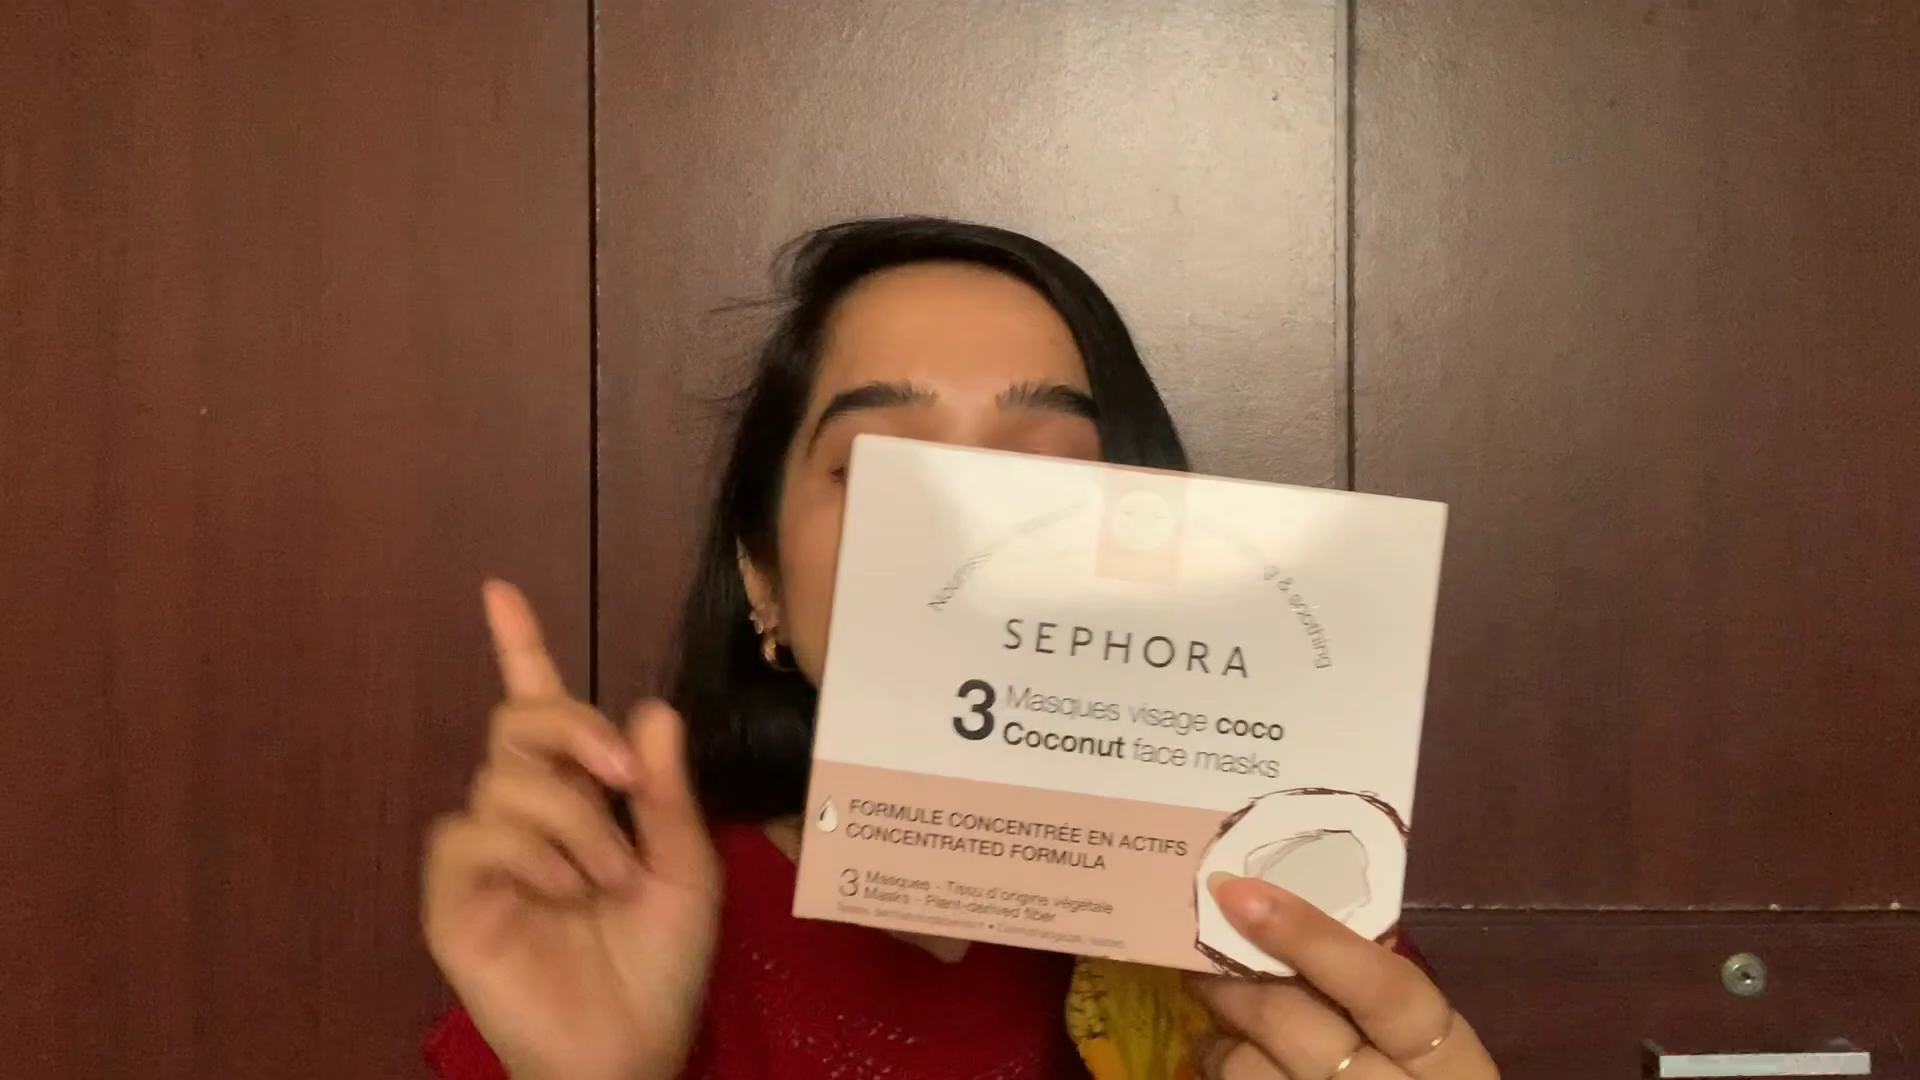 & soothing
SEPHORA
3 Masques visage coco
Coconut face masks
FORMULE CONCENTRÉE EN ACTIFS
CONCENTRATED FORMULA
3 Masques - Tissu d'origine végétale
Masks - Plant-derived fiber